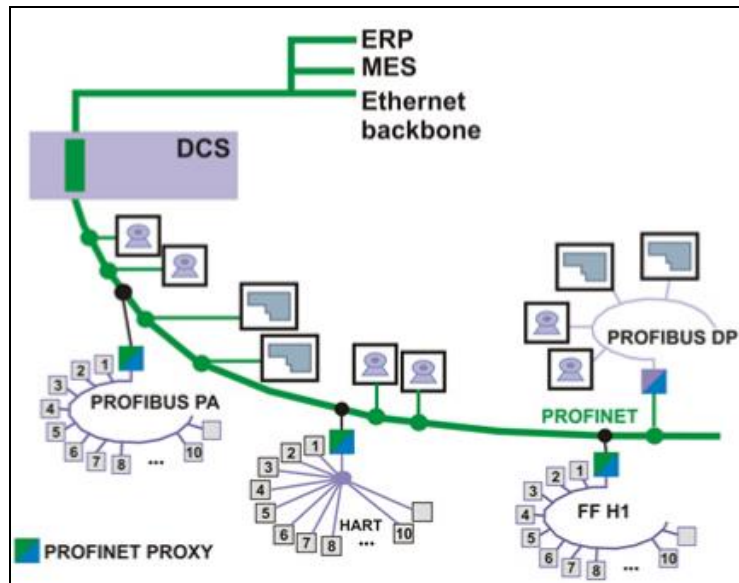 ERP
MES
Ethernet
backbone
DCS
PROFIBUS DP
PROFINET
1
2
3
4
5
6
7
8
...
10
PROFIBUS PA
1
2
3
4
5
6
7
8
...
10
HART
1
2
3
4
5
6
7
8
...
10
FF H1
PROFINET PROXY